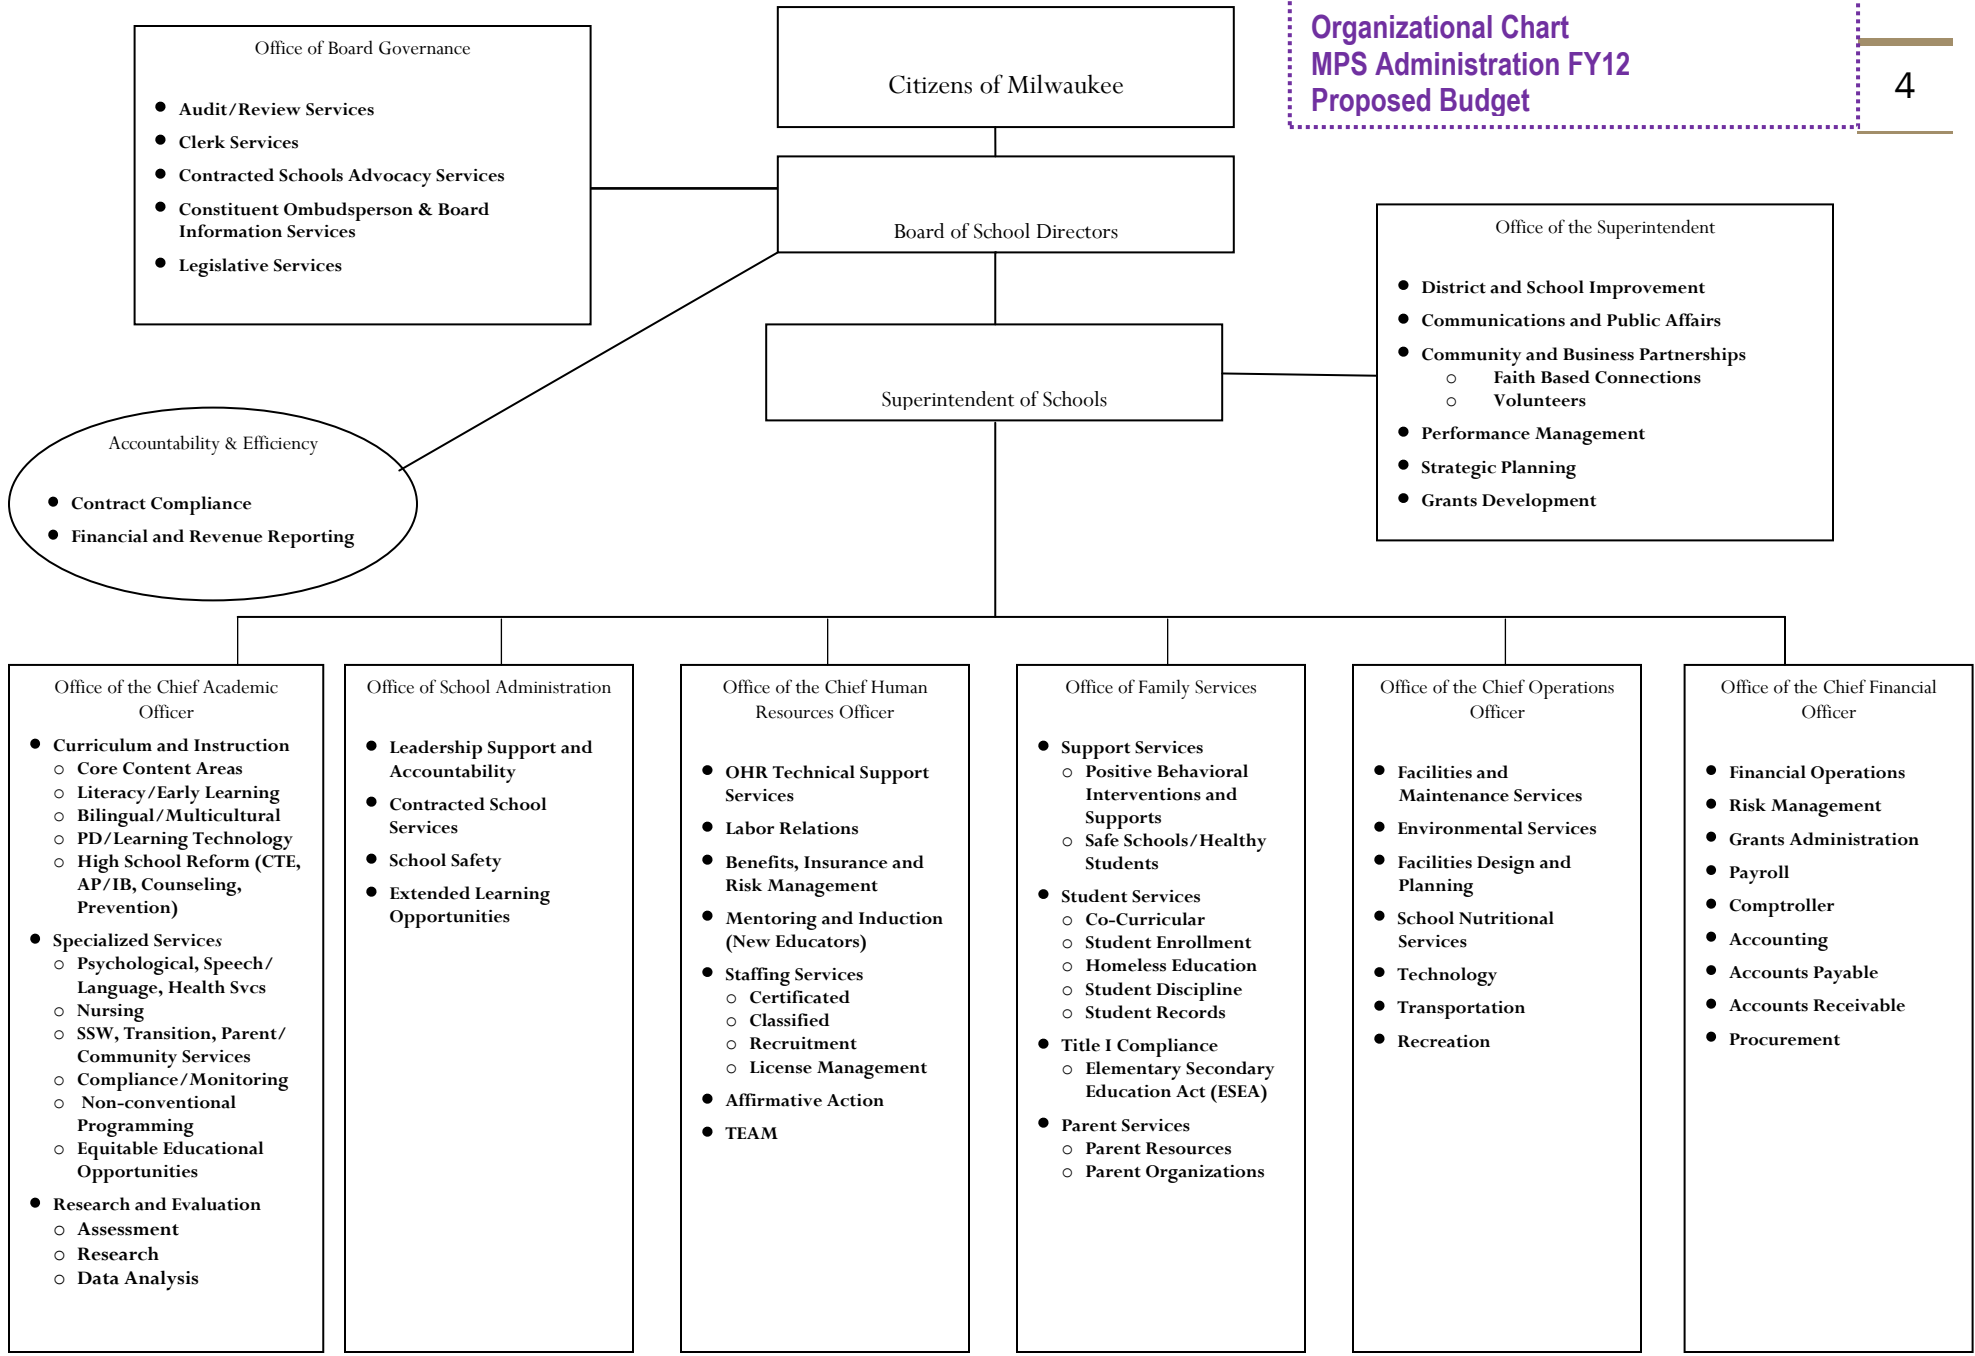 Organizational Chart
MPS Administration FY12
Proposed Budget
4
Citizens of Milwaukee
Office of Board Governance
● Audit/Review Services
● Clerk Services
● Contracted Schools Advocacy Services
● Constituent Ombudsperson & Board
Information Services
● Legislative Services
Board of School Directors
Office of the Superintendent
● District and School Improvement
● Communications and Public Affairs
● Community and Business Partnerships
o Faith Based Connections
o Volunteers
● Performance Management
● Strategic Planning
● Grants Development
Superintendent of Schools
Accountability & Efficiency
● Contract Compliance
● Financial and Revenue Reporting
Office of the Chief Academic
Officer
● Curriculum and Instruction
o Core Content Areas
o Literacy/Early Learning
o Bilingual/Multicultural
o PD/Learning Technology
o High School Reform (CTE,
AP/IB, Counseling,
Prevention)
● Specialized Services
o Psychological, Speech/
Language, Health Svcs
o Nursing
o SSW, Transition, Parent/
Community Services
o Compliance/Monitoring
o Non-conventional
Programming
o Equitable Educational
Opportunities
● Research and Evaluation
o Assessment
o Research
o Data Analysis
Office of School Administration
● Leadership Support and
Accountability
● Contracted School
Services
● School Safety
● Extended Learning
Opportunities
Office of the Chief Human
Resources Officer
● OHR Technical Support
Services
● Labor Relations
● Benefits, Insurance and
Risk Management
● Mentoring and Induction
(New Educators)
● Staffing Services
o Certificated
o Classified
o Recruitment
o License Management
● Affirmative Action
● TEAM
Office of Family Services
● Support Services
o Positive Behavioral
Interventions and
Supports
o Safe Schools/Healthy
Students
● Student Services
o Co-Curricular
o Student Enrollment
o Homeless Education
o Student Discipline
o Student Records
● Title I Compliance
o Elementary Secondary
Education Act (ESEA)
● Parent Services
o Parent Resources
o Parent Organizations
Office of the Chief Operations
Officer
● Facilities and
Maintenance Services
● Environmental Services
● Facilities Design and
Planning
● School Nutritional
Services
● Technology
● Transportation
● Recreation
Office of the Chief Financial
Officer
● Financial Operations
● Risk Management
● Grants Administration
● Payroll
● Comptroller
● Accounting
● Accounts Payable
● Accounts Receivable
● Procurement